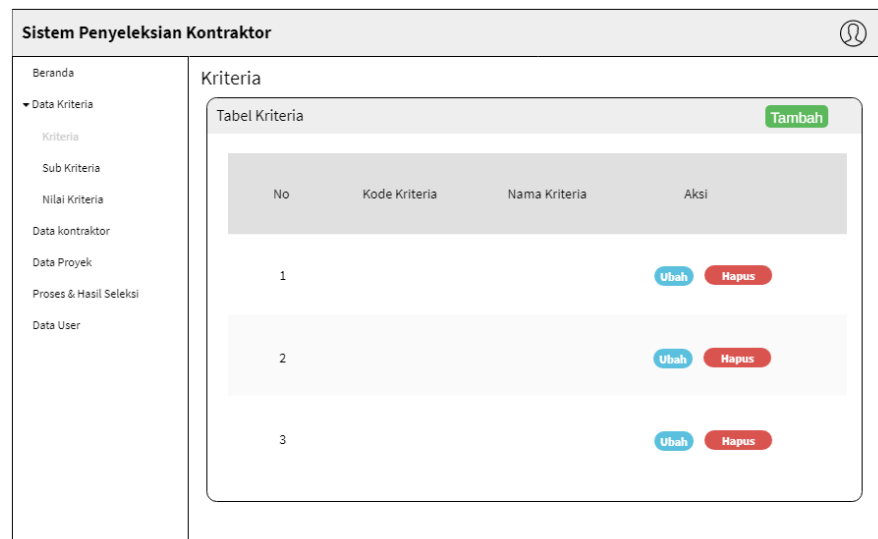 Sistem Penyeleksian Kontraktor
Beranda
Data Kriteria
Kriteria
Sub Kriteria
Nilai Kriteria
Data kontraktor
Data Proyek
Proses & Hasil Seleksi
Data User
Kriteria
Tabel Kriteria Tambah
No Kode Kriteria Nama Kriteria Aksi
1 Ubah Hapus
2 Ubah Hapus
3 Ubah Hapus